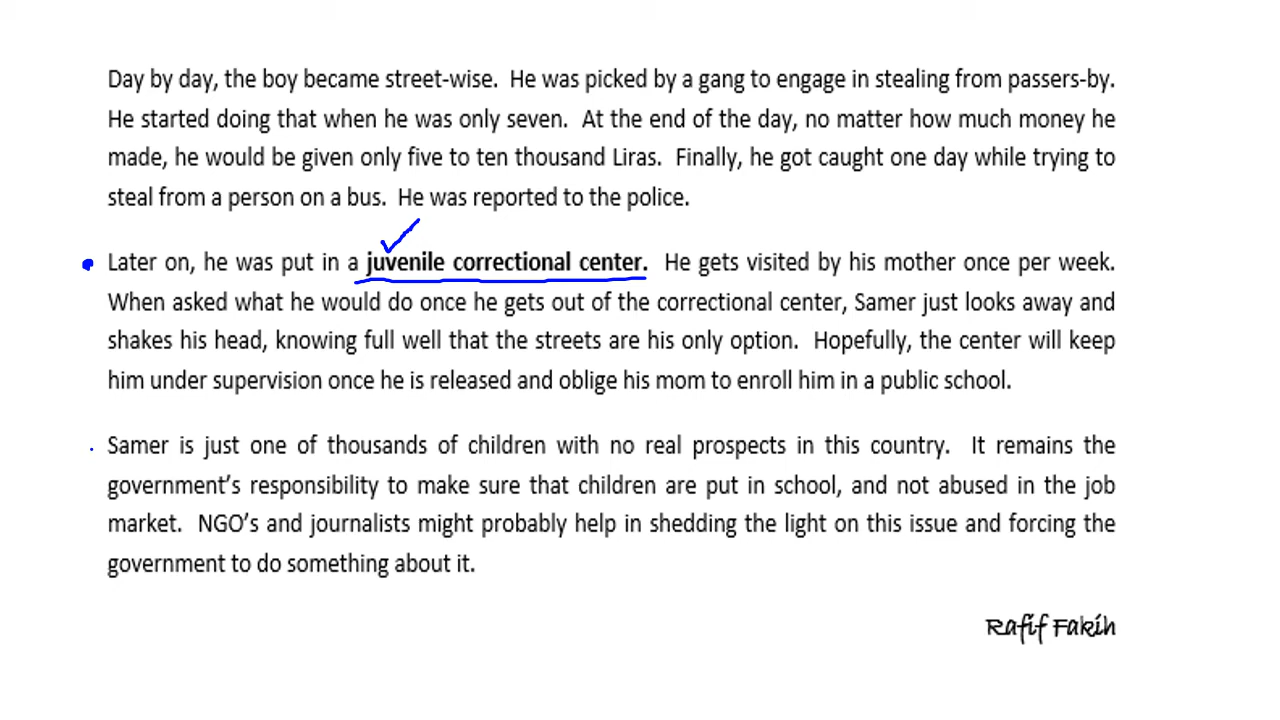 Day by day, the boy became street-wise.  He was picked by a gang to engage in stealing from passers-by.
He started doing that when he was only seven.  At the end of the day, no matter how much money he
made, he would be given only five to ten thousand Liras.  Finally, he got caught one day while trying to
steal from a person on a bus.  He was reported to the police.
Later on, he was put in a juvenile correctional center.  He gets visited by his mother once per week.
When asked what he would do once he gets out of the correctional center, Samer just looks away and
shakes his head, knowing full well that the streets are his only option.  Hopefully, the center will keep
him under supervision once he is released and oblige his mom to enroll him in a public school.
Samer is just one of thousands of children with no real prospects in this country.  It remains the
government’s responsibility to make sure that children are put in school, and not abused in the job
market.  NGO’s and journalists might probably help in shedding the light on this issue and forcing the
government to do something about it.
Rafif Fakih